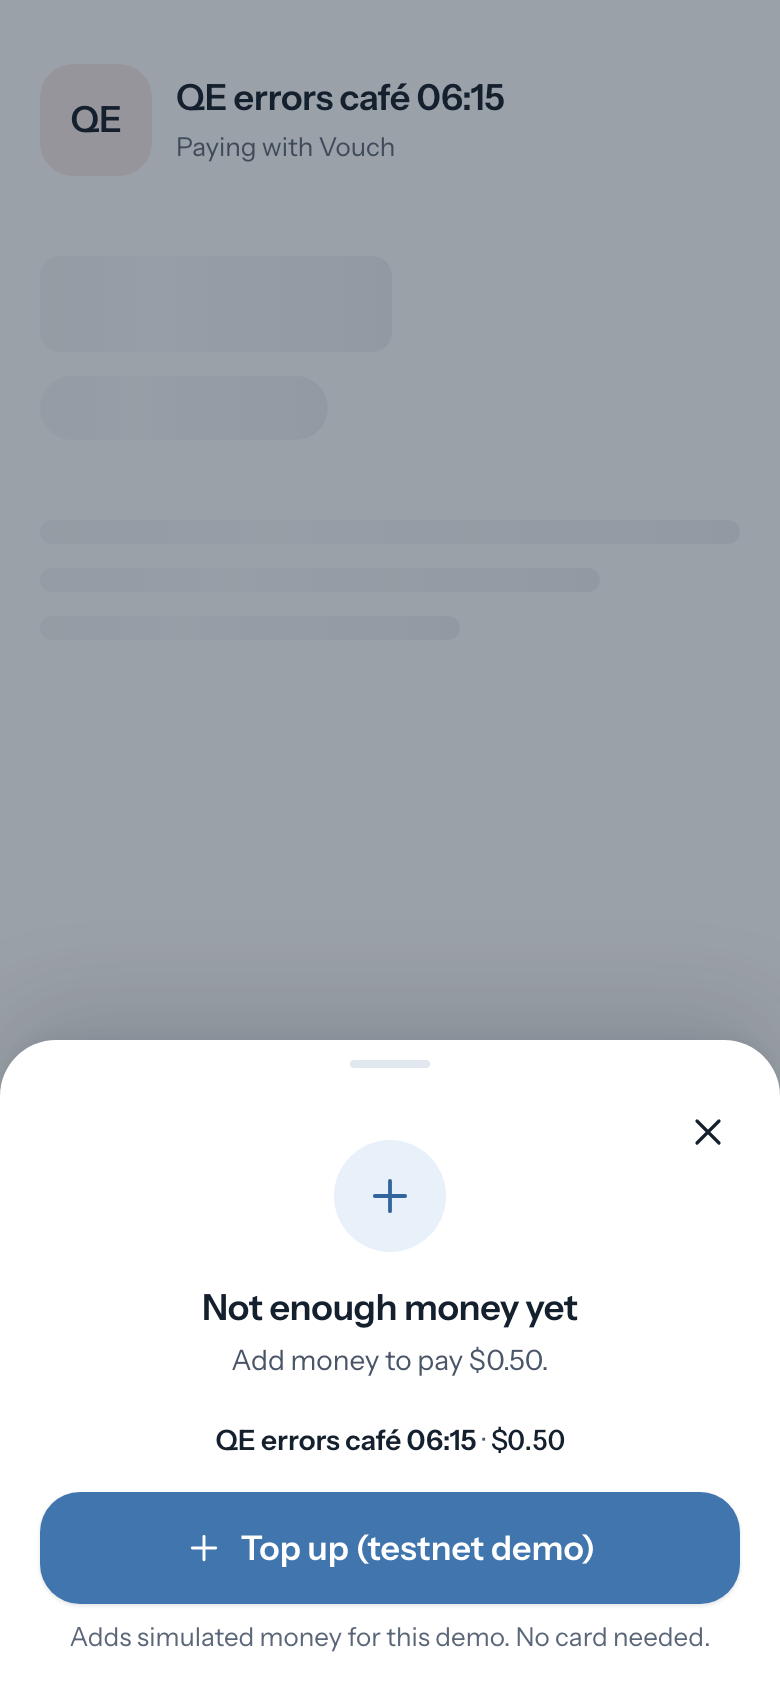 QE
QE errors café 06:15
Paying with Vouch
Not enough money yet
Add money to pay $0.50.
QE errors café 06:15 · $0.50
Top up (testnet demo)
Adds simulated money for this demo. No card needed.